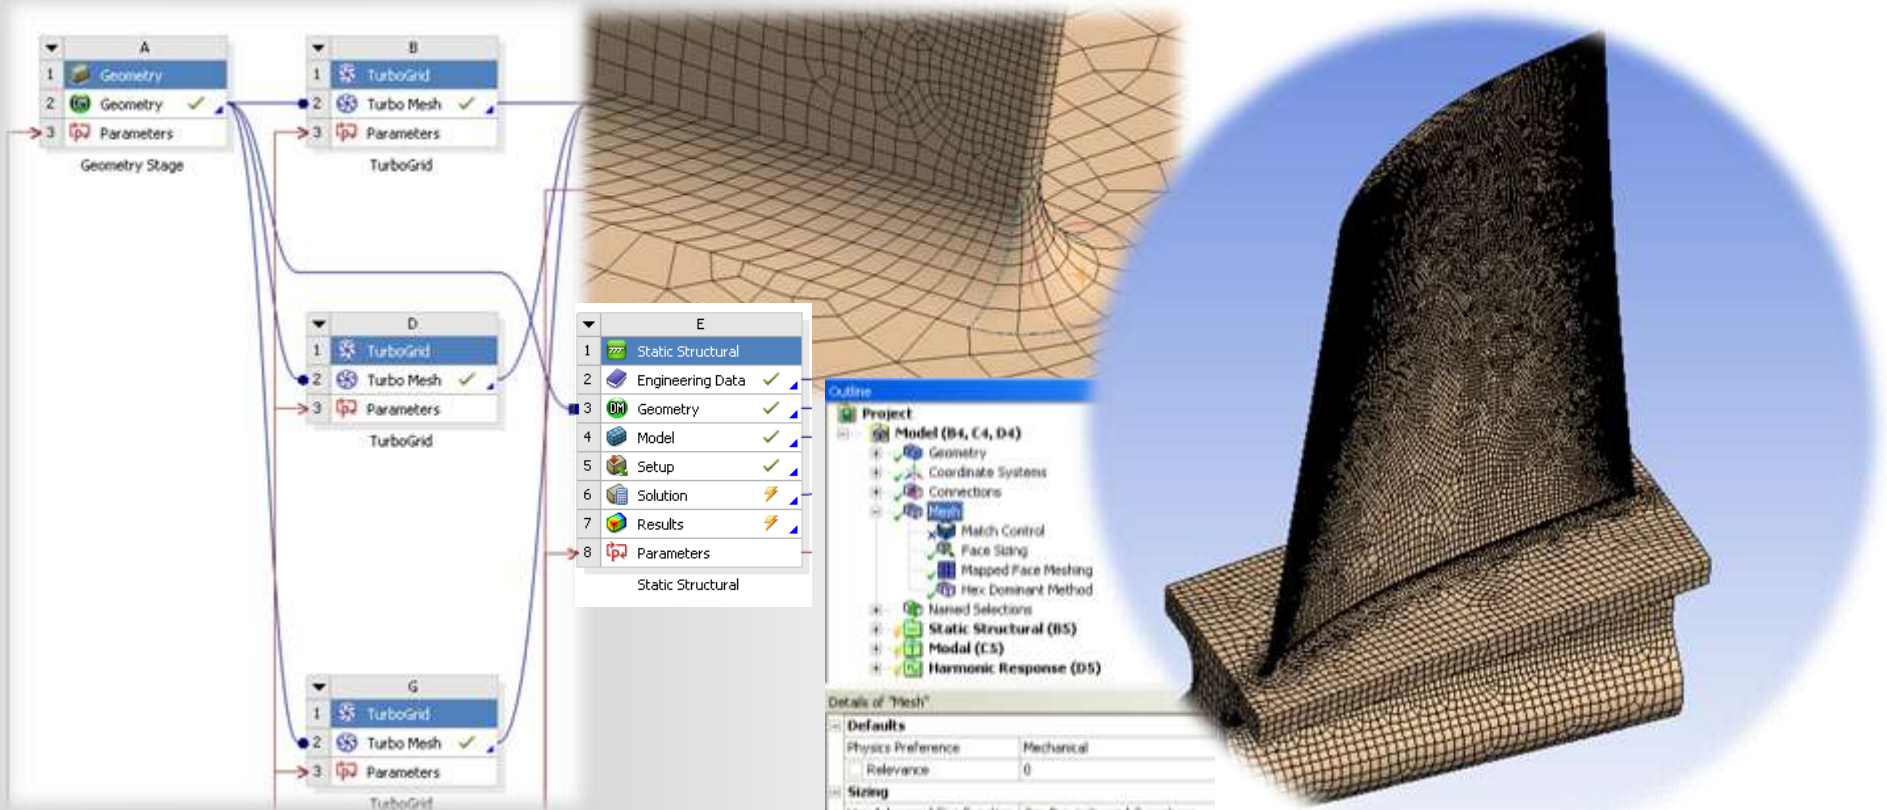 A
1 Geometry
2 Geometry
3 Parameters
Geometry Stage
B
1 TurboGrid
2 Turbo Mesh
3 Parameters
TurboGrid
D
1 TurboGrid
2 Turbo Mesh
3 Parameters
TurboGrid
G
1 TurboGrid
2 Turbo Mesh
3 Parameters
TurboGrid
E
1 Static Structural
2 Engineering Data
3 DM Geometry
4 Model
5 Setup
6 Solution
7 Results
8 Parameters
Static Structural
Outline
Project
Model (B4, C4, D4)
Geometry
Coordinate Systems
Connections
Mesh
Match Control
Face Sizing
Mapped Face Meshing
Hex Dominant Method
Named Selections
Static Structural (B5)
Modal (C5)
Harmonic Response (D5)
Details of "Mesh"
Defaults
Physics Preference Mechanical
Relevance 0
Sizing